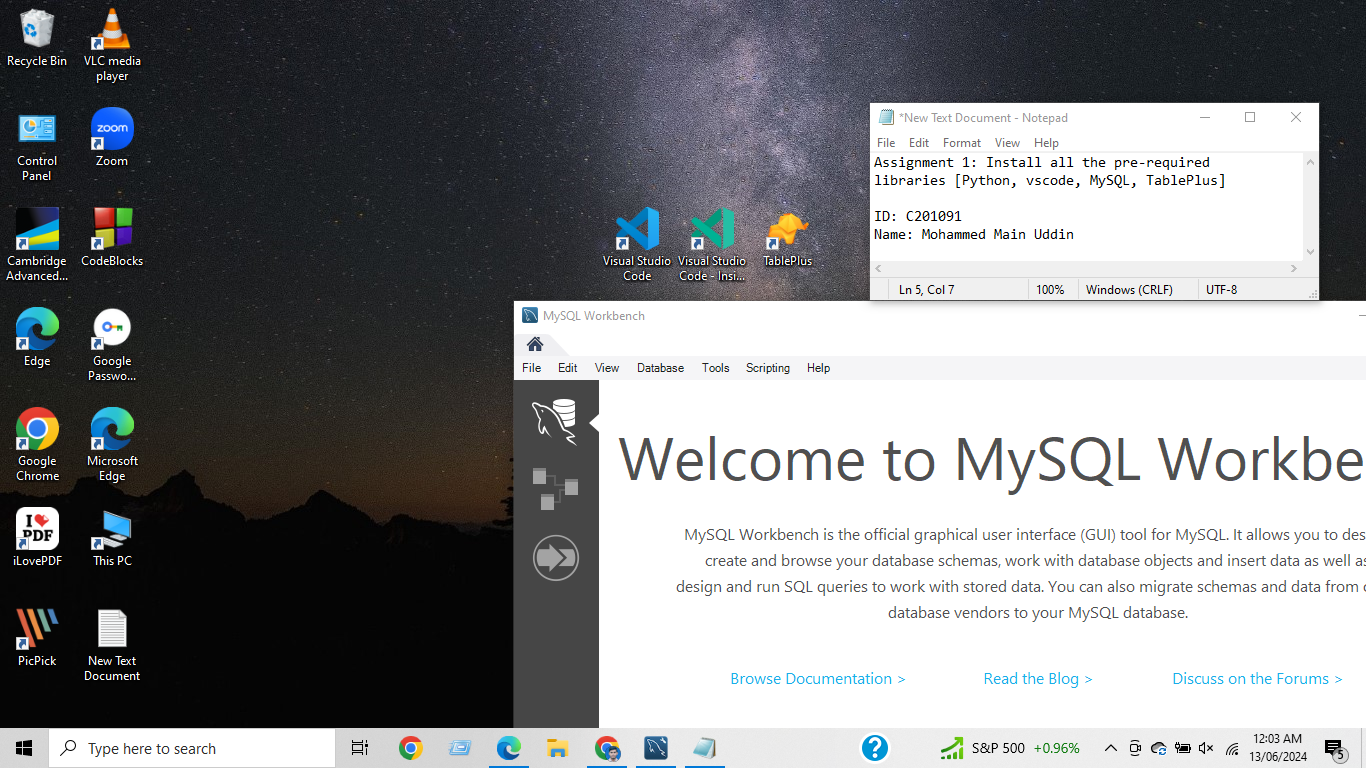 Recycle Bin
VLC media
player
Control
Panel
zoom
Zoom
Cambridge
Advanced...
CodeBlocks
Edge
Google
Passwo...
Google
Chrome
Microsoft
Edge
I
PDF
iLovePDF
This PC
PicPick
New Text
Document
Visual Studio
Code
Visual Studio
Code - Insi...
TablePlus
*New Text Document - Notepad
File Edit Format View Help
Assignment 1: Install all the pre-required
libraries [Python, vscode, MySQL, TablePlus]
ID: C201091
Name: Mohammed Main Uddin
Ln 5, Col 7 100% Windows (CRLF) UTF-8
MySQL Workbench
File Edit View Database Tools Scripting Help
Welcome to MySQL Workbe
MySQL Workbench is the official graphical user interface (GUI) tool for MySQL. It allows you to des
create and browse your database schemas, work with database objects and insert data as well as
design and run SQL queries to work with stored data. You can also migrate schemas and data from o
database vendors to your MySQL database.
Browse Documentation > Read the Blog > Discuss on the Forums >
Type here to search
S&P 500 +0.96%
12:03 AM
13/06/2024
5